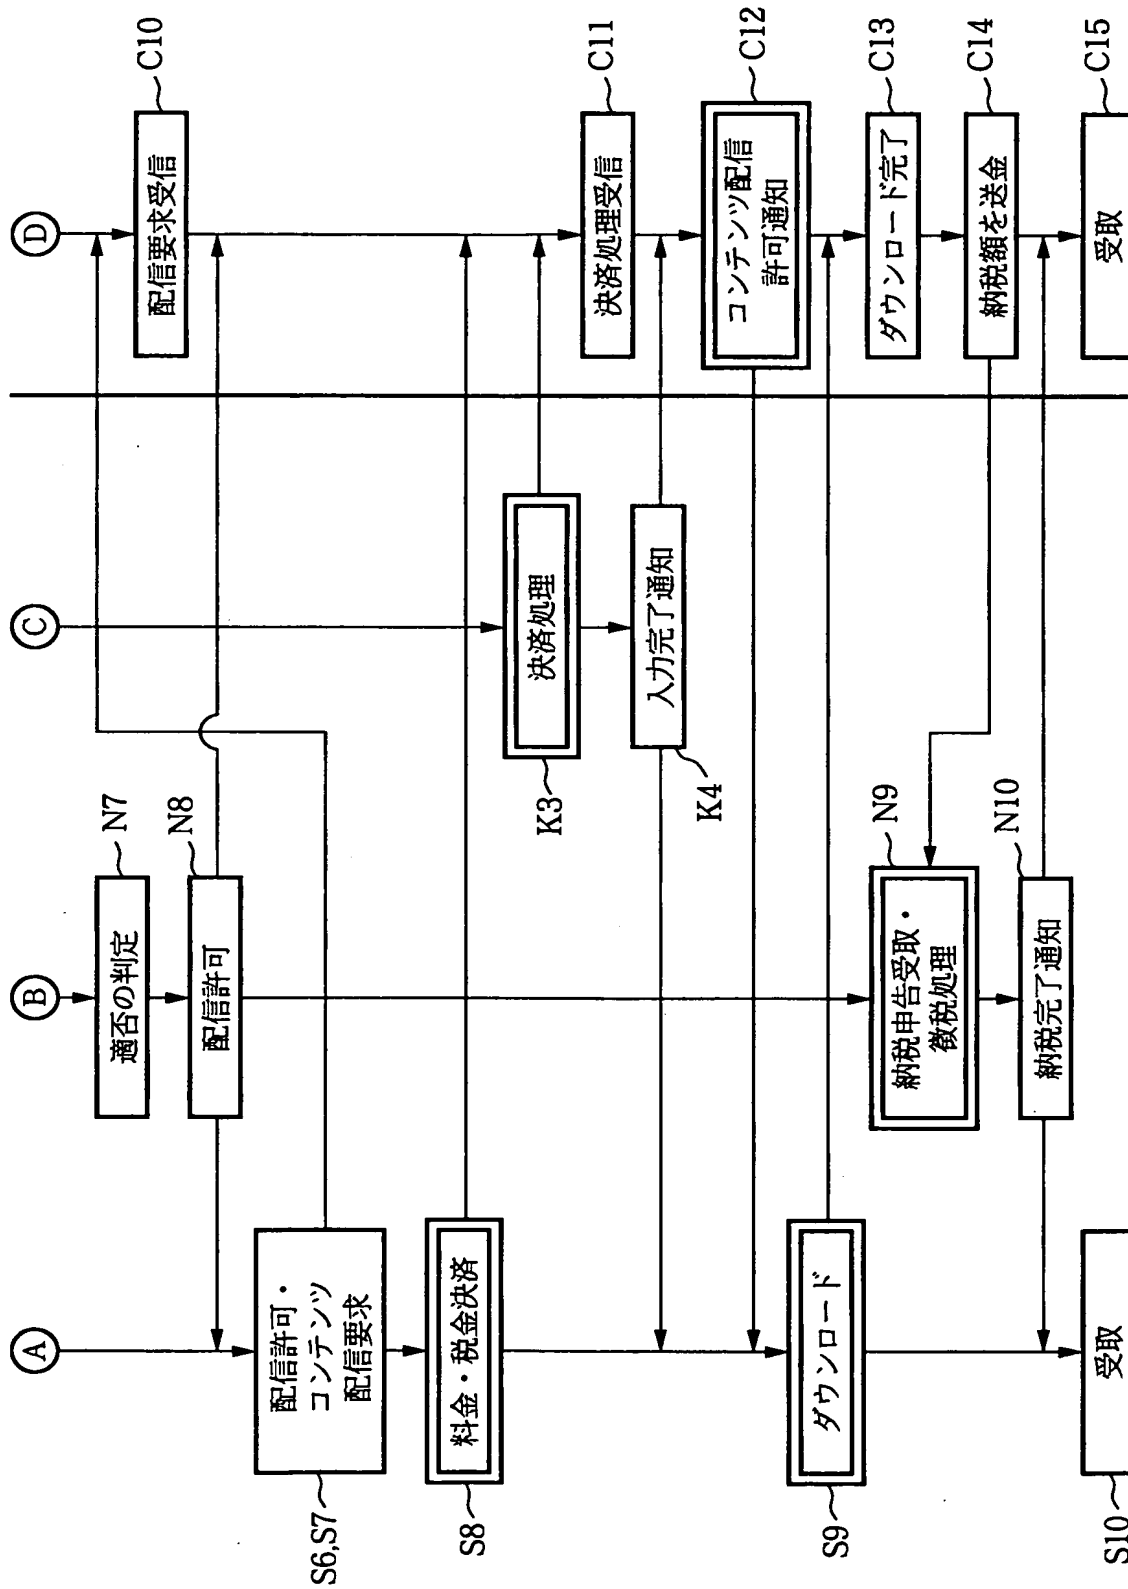 A
B
C
D
適否の判定
N7
配信要求受信
C10
配信許可
N8
配信許可・
コンテンツ
配信要求
S6,S7
料金・税金決済
S8
決済処理
K3
決済処理受信
C11
入力完了通知
K4
コンテンツ配信
許可通知
C12
ダウンロード
S9
納税申告受取・
徴税処理
N9
ダウンロード完了
C13
納税額を送金
C14
納税完了通知
N10
受取
S10
受取
C15